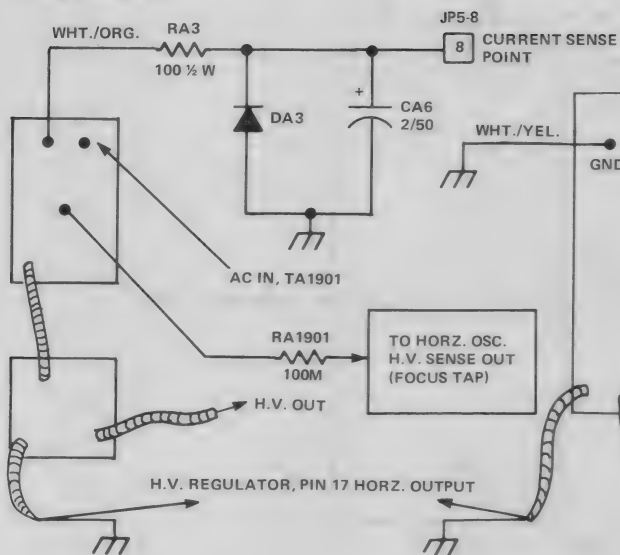 JP5-8
WHT./ORG.
RA3
100 ½ W
8
CURRENT SENSE
POINT
DA3
+
CA6
2/50
WHT./YEL.
GND
AC IN, TA1901
RA1901
100M
TO HORZ. OSC.
H.V. SENSE OUT
(FOCUS TAP)
H.V. OUT
H.V. REGULATOR, PIN 17 HORZ. OUTPUT